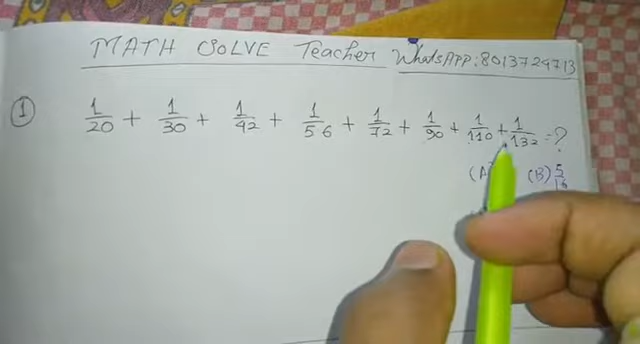 MATH SOLVE Teacher WhatsApp: 8013724713
① 1/20 + 1/30 + 1/42 + 1/56 + 1/72 + 1/90 + 1/110 + 1/132 = ?
(A) (B) 5/16